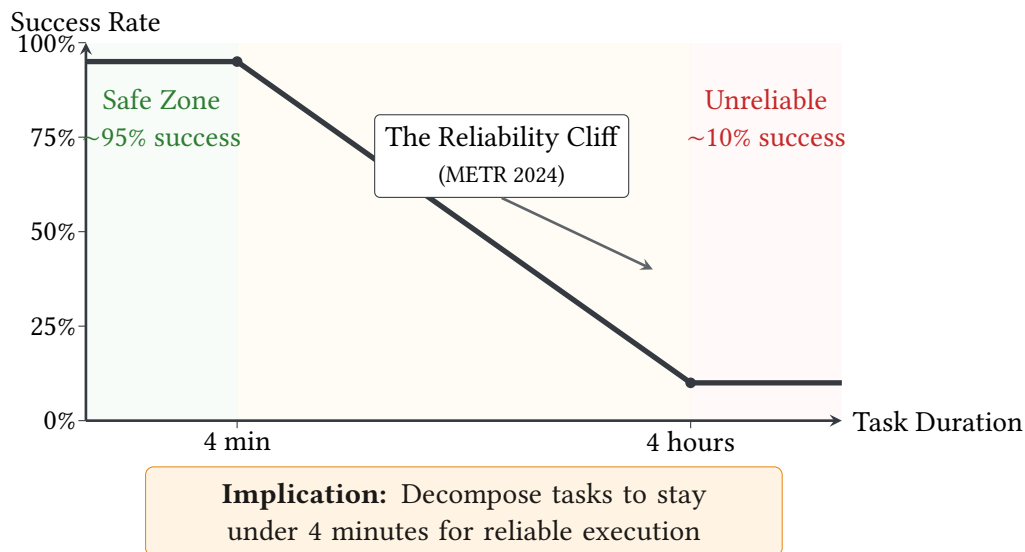 Success Rate
100%
Safe Zone
Unreliable
75%
~95% success
The Reliability Cliff
~10% success
(METR 2024)
50%
25%
0%
Task Duration
4 min
4 hours
Implication: Decompose tasks to stay
under 4 minutes for reliable execution